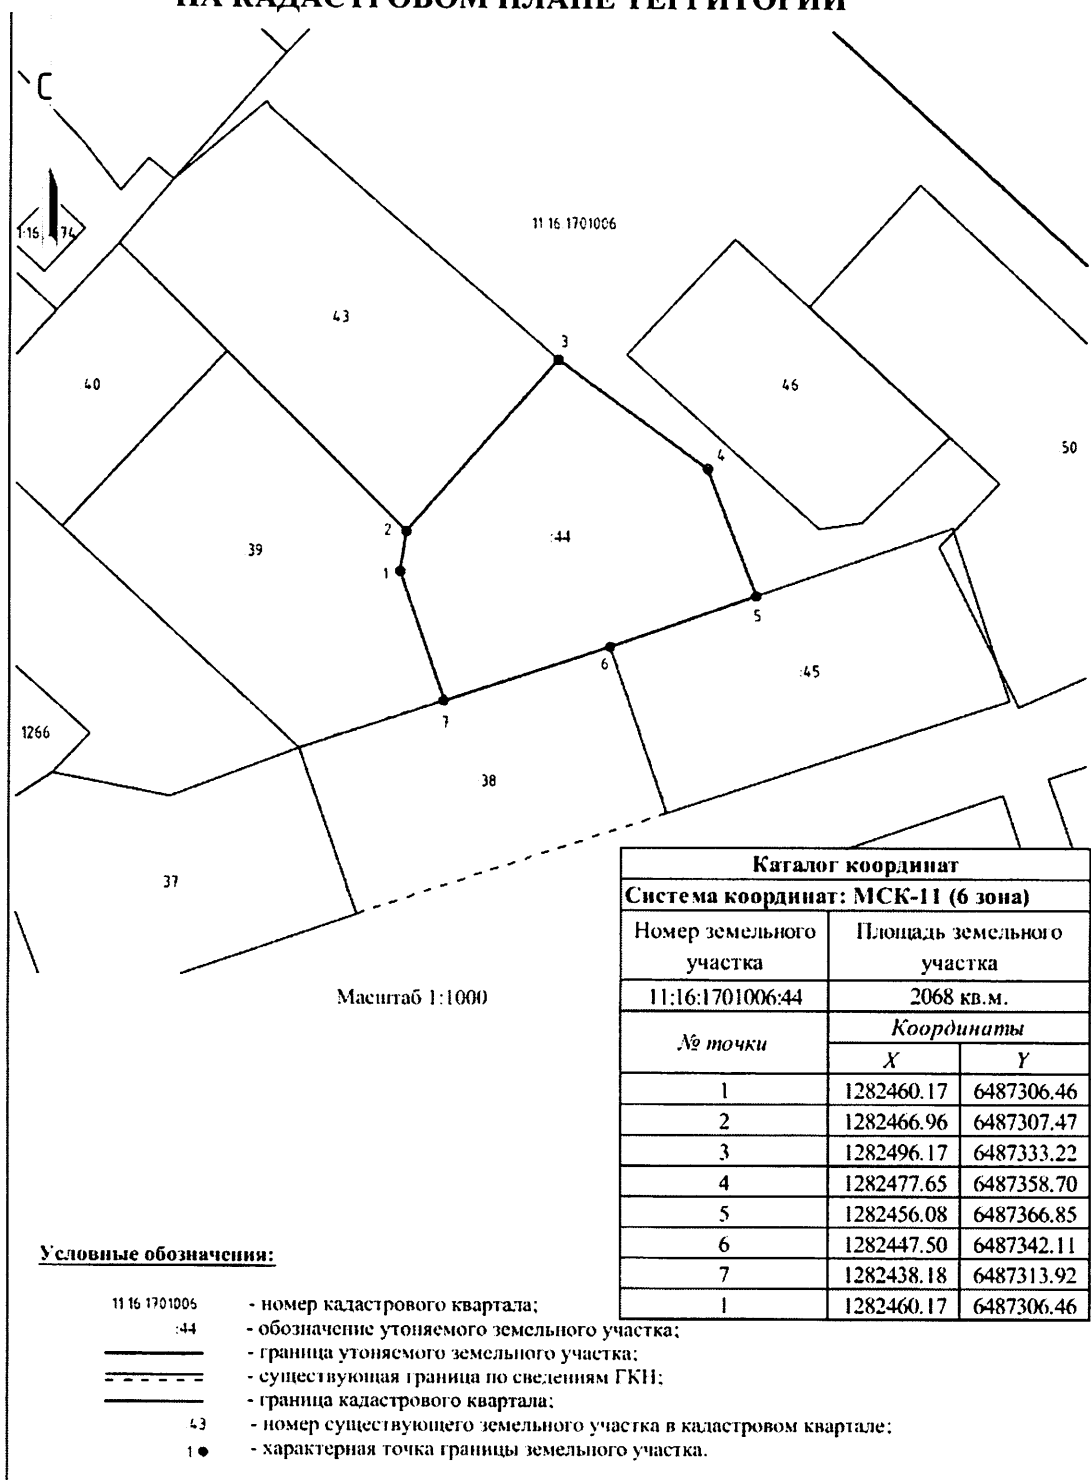 НА КАДАСТРОВОМ ПЛАНЕ ТЕРРИТОРИИ
С
1:16 74
11 16 1701006
43
3
40
46
4
50
2
39
:44
1
5
6
:45
7
1266
38
37
Масштаб 1:1000
Каталог координат
Система координат: МСК-11 (6 зона)
Номер земельного участка
Площадь земельного участка
11:16:1701006:44 2068 кв.м.
№ точки Координаты
X Y
1 1282460.17 6487306.46
2 1282466.96 6487307.47
3 1282496.17 6487333.22
4 1282477.65 6487358.70
5 1282456.08 6487366.85
6 1282447.50 6487342.11
7 1282438.18 6487313.92
1 1282460.17 6487306.46
Условные обозначения:
11 16 1701006 - номер кадастрового квартала;
:44 - обозначение утоняемого земельного участка;
- граница утоняемого земельного участка;
- существующая граница по сведениям ГКН;
- граница кадастрового квартала;
43 - номер существующего земельного участка в кадастровом квартале;
1 - характерная точка границы земельного участка.